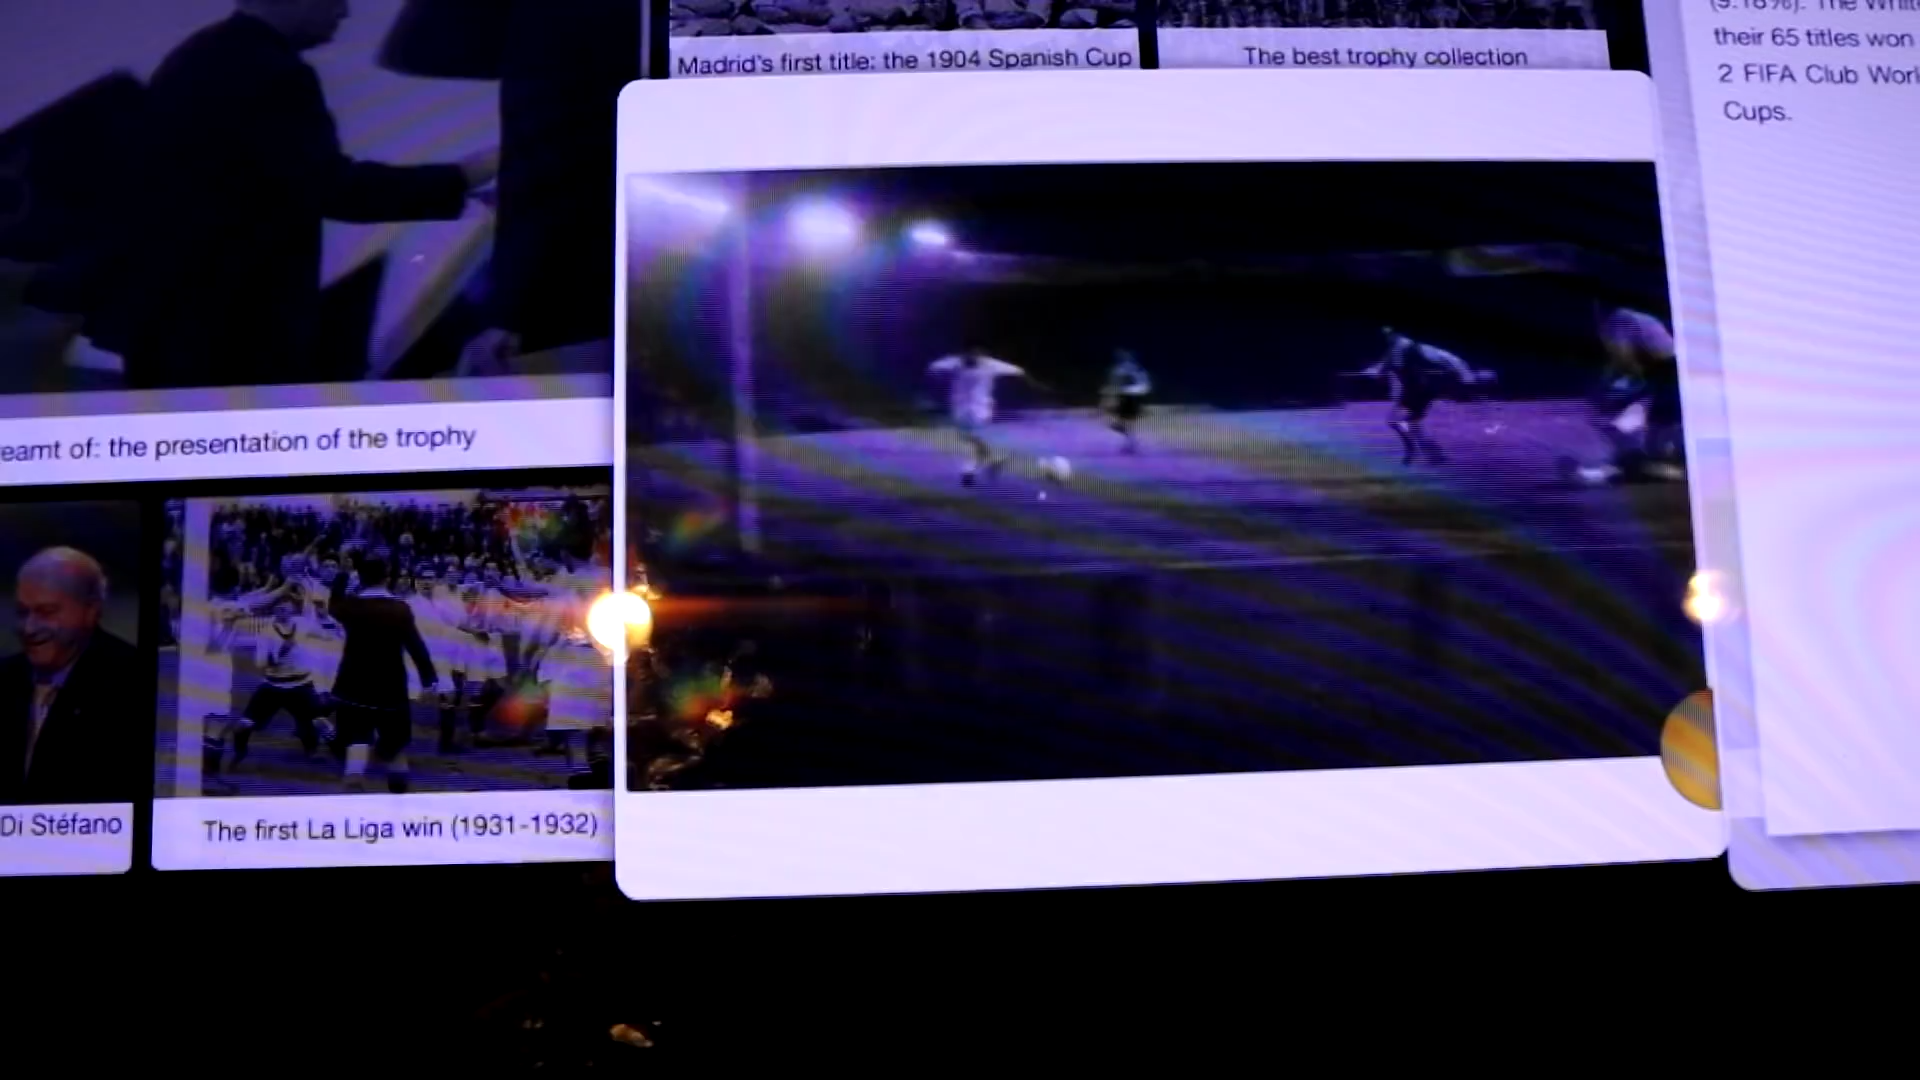 Madrid's first title: the 1904 Spanish Cup
The best trophy collection
their 65 titles won
2 FIFA Club
Cups.
of: the presentation of the trophy
Di Stéfano
The first La Liga win (1931-1932)